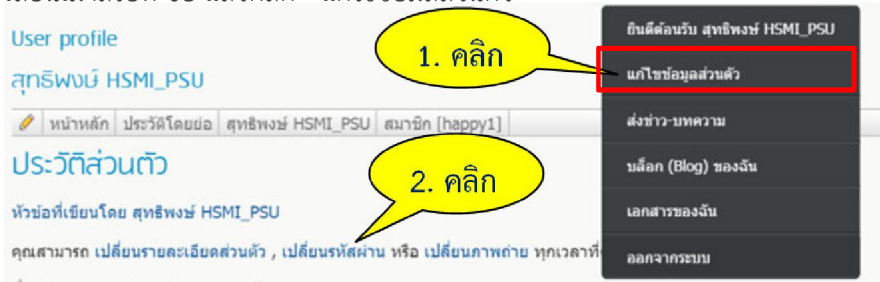 User profile
สุทธิพงษ์ HSMI_PSU
หน้าหลัก ประวัติโดยย่อ สุทธิพงษ์ HSMI_PSU สมาชิก [happy1]
ประวัติส่วนตัว
หัวข้อที่เขียนโดย สุทธิพงษ์ HSMI_PSU
คุณสามารถ เปลี่ยนรายละเอียดส่วนตัว , เปลี่ยนรหัสผ่าน หรือ เปลี่ยนภาพถ่าย ทุกเวลาที่
1. คลิก
2. คลิก
ยินดีต้อนรับ สุทธิพงษ์ HSMI_PSU
แก้ไขข้อมูลส่วนตัว
ส่งข่าว-บทความ
บล็อก (Blog) ของฉัน
เอกสารของฉัน
ออกจากระบบ